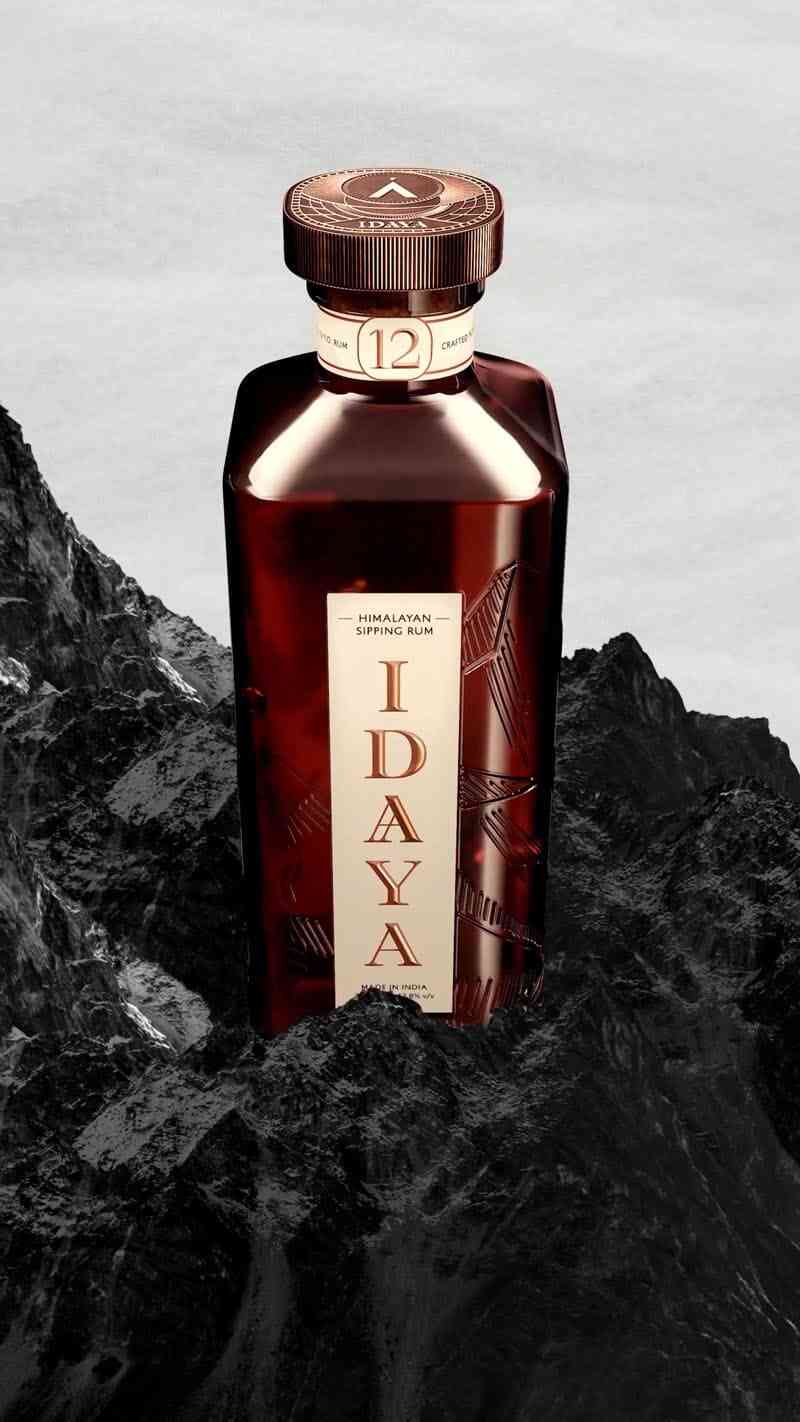 IDAYA
RUM
12
CRAFTED
HIMALAYAN
SIPPING RUM
IDAYA
MADE IN INDIA
v/v